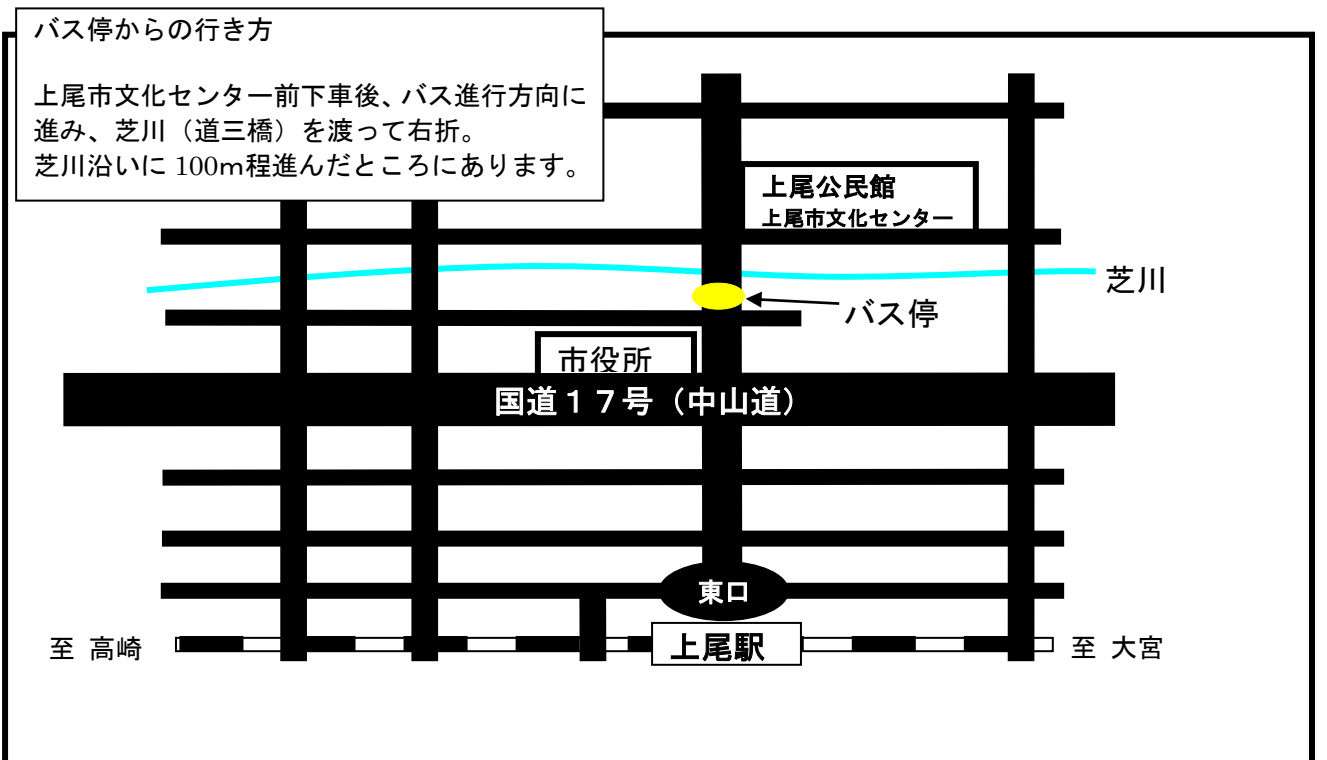 バス停からの行き方
上尾市文化センター前下車後、バス進行方向に
進み、芝川（道三橋）を渡って右折。
芝川沿いに 100ｍ程進んだところにあります。
上尾公民館
上尾市文化センター
芝川
バス停
市役所
国道１７号（中山道）
東口
至 高崎
上尾駅
至 大宮